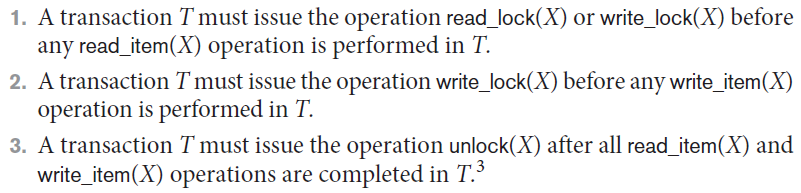 1. A transaction T must issue the operation read_lock(X) or write_lock(X) before
any read_item(X) operation is performed in T.
2. A transaction T must issue the operation write_lock(X) before any write_item(X)
operation is performed in T.
3. A transaction T must issue the operation unlock(X) after all read_item(X) and
write_item(X) operations are completed in T.³